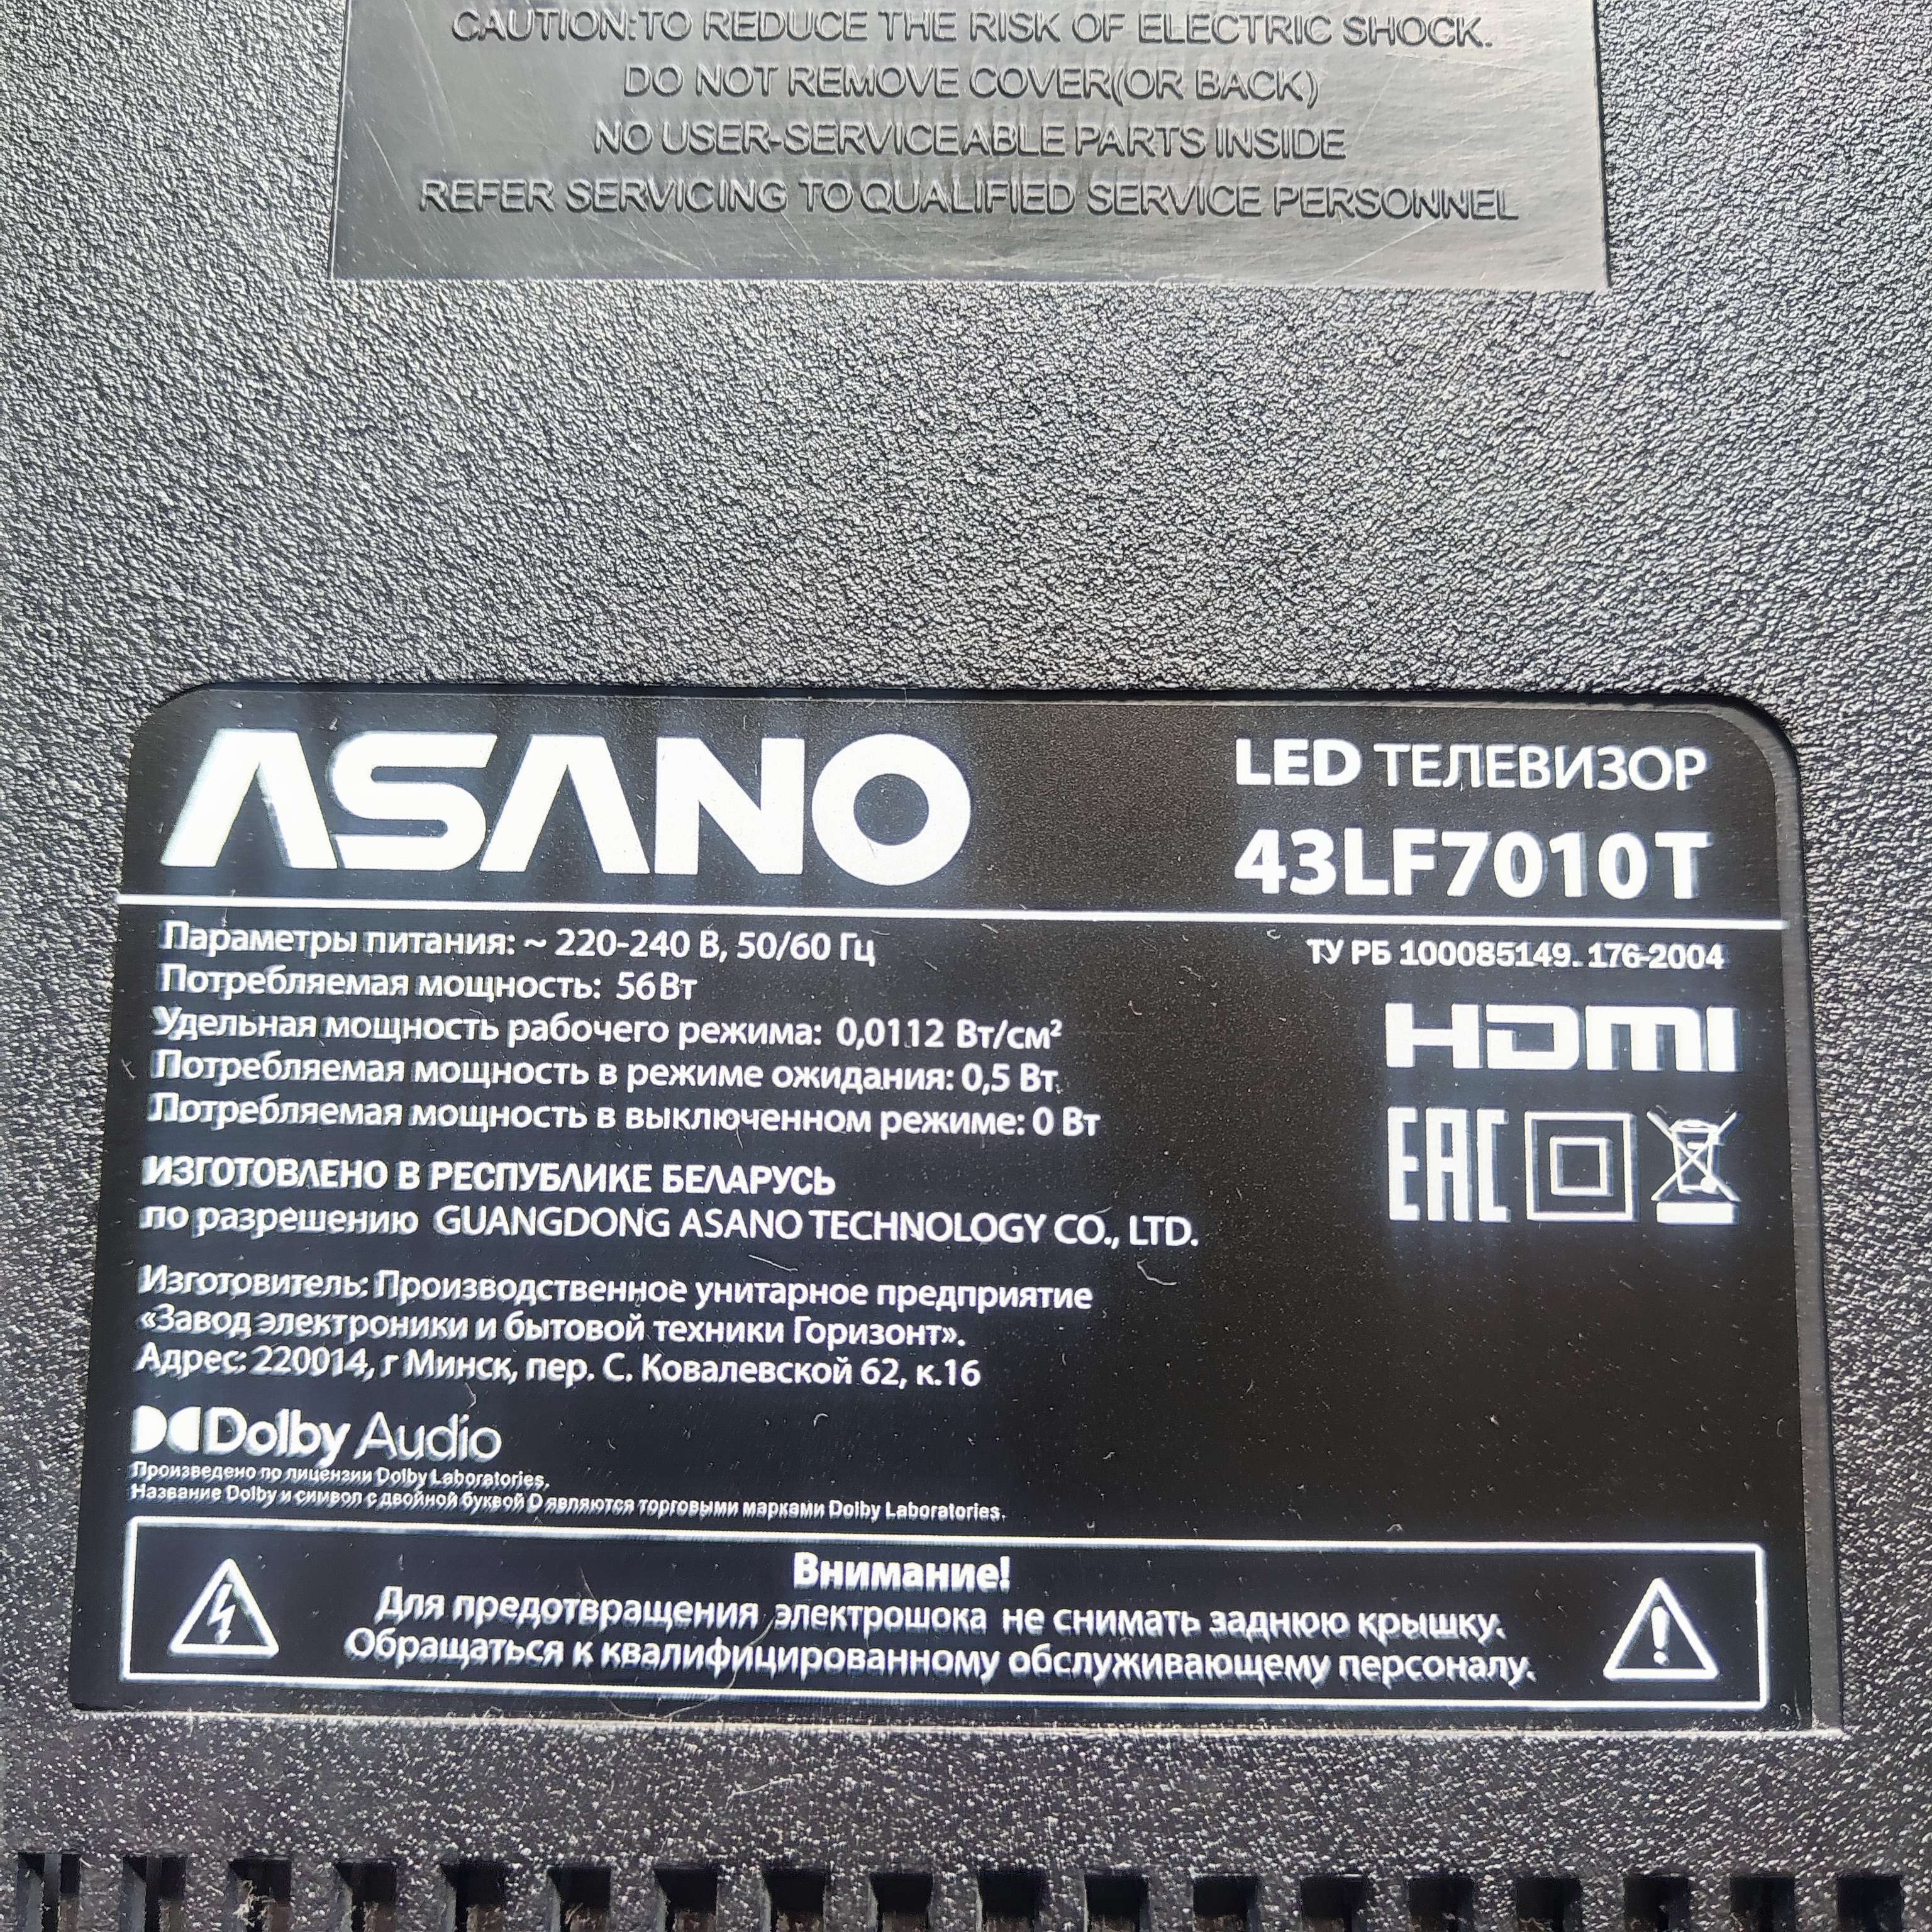 CAUTION:TO REDUCE THE RISK OF ELECTRIC SHOCK.
DO NOT REMOVE COVER(OR BACK)
NO USER-SERVICEABLE PARTS INSIDE
REFER SERVICING TO QUALIFIED SERVICE PERSONNEL
ASANO
LED ТЕЛЕВИЗОР
43LF7010T
Параметры питания: ~ 220-240 В, 50/60 Гц
ТУ РБ 100085149. 176-2004
Потребляемая мощность: 56Вт
Удельная мощность рабочего режима: 0,0112 Вт/см²
Потребляемая мощность в режиме ожидания: 0,5 Вт
Потребляемая мощность в выключенном режиме: 0 Вт
HDMI
EAC
ИЗГОТОВЛЕНО В РЕСПУБЛИКЕ БЕЛАРУСЬ
по разрешению GUANGDONG ASANO TECHNOLOGY CO., LTD.
Изготовитель: Производственное унитарное предприятие
«Завод электроники и бытовой техники Горизонт».
Адрес: 220014, г Минск, пер. С. Ковалевской 62, к.16
Dolby Audio
Произведено по лицензии Dolby Laboratories.
Название Dolby и символ с двойной буквой D являются торговыми марками Dolby Laboratories.
Внимание!
Для предотвращения электрошока не снимать заднюю крышку.
Обращаться к квалифицированному обслуживающему персоналу.